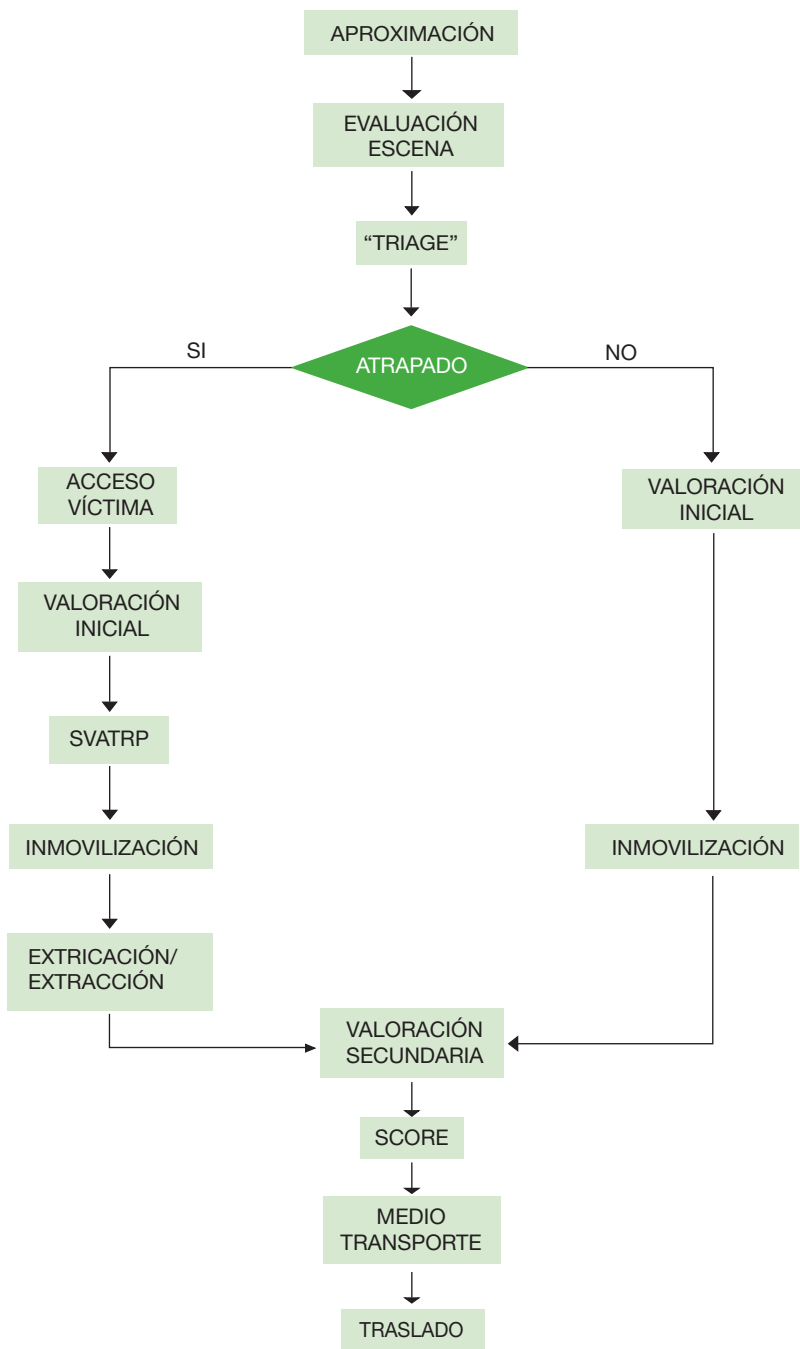 APROXIMACIÓN
EVALUACIÓN
ESCENA
“TRIAGE”
ATRAPADO
SI
NO
ACCESO
VÍCTIMA
VALORACIÓN
INICIAL
SVATRP
INMOVILIZACIÓN
EXTRICACIÓN/
EXTRACCIÓN
VALORACIÓN
INICIAL
INMOVILIZACIÓN
VALORACIÓN
SECUNDARIA
SCORE
MEDIO
TRANSPORTE
TRASLADO